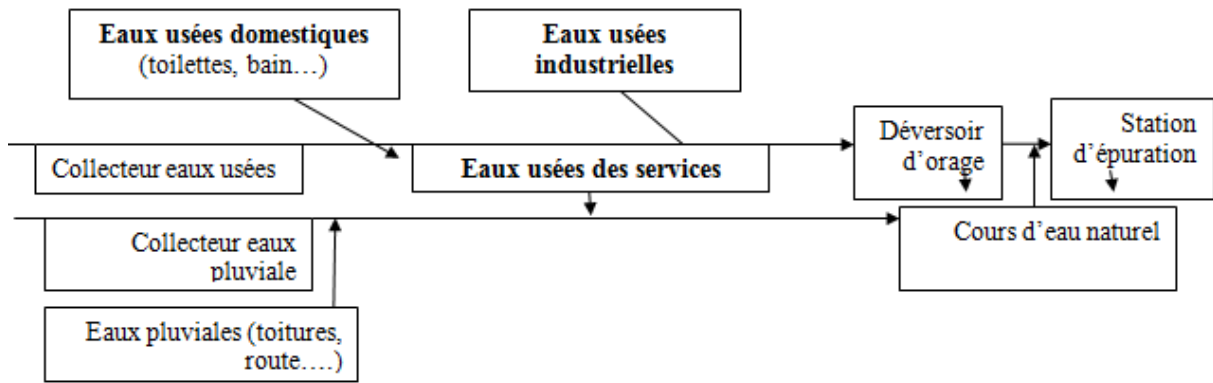 Eaux usées domestiques
(toilettes, bain…)
Eaux usées
industrielles
Déversoir
d’orage
Station
d’épuration
Collecteur eaux usées
Eaux usées des services
Collecteur eaux
pluviale
Cours d’eau naturel
Eaux pluviales (toitures,
route….)